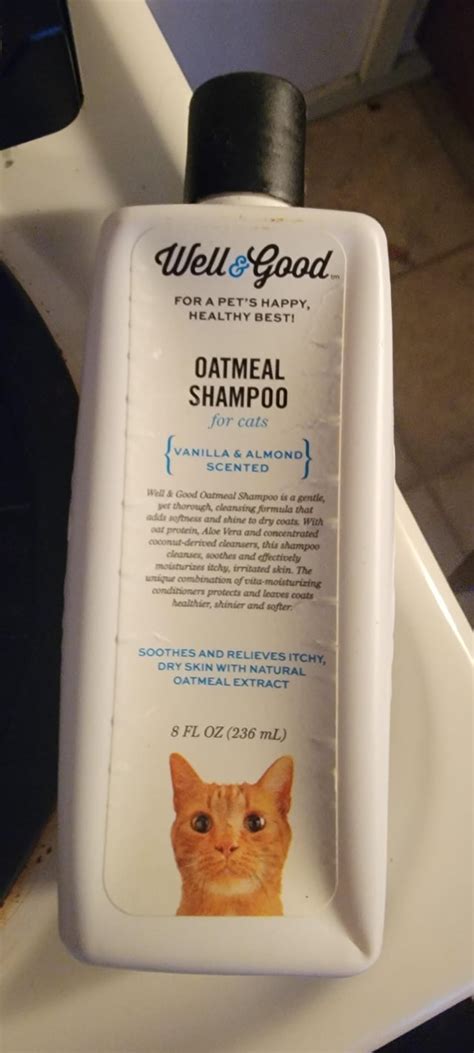 Well & Good ™
FOR A PET'S HAPPY,
HEALTHY BEST!
OATMEAL
SHAMPOO
for cats
{VANILLA & ALMOND
SCENTED}
Well & Good Oatmeal Shampoo is a gentle,
yet thorough, cleansing formula that
adds softness and shine to dry coats. With
oat protein, Aloe Vera and concentrated
coconut-derived cleansers, this shampoo
cleanses, soothes and effectively
moisturizes itchy, irritated skin. The
unique combination of vita-moisturizing
conditioners protects and leaves coats
healthier, shinier and softer.
SOOTHES AND RELIEVES ITCHY,
DRY SKIN WITH NATURAL
OATMEAL EXTRACT
8 FL OZ (236 mL)